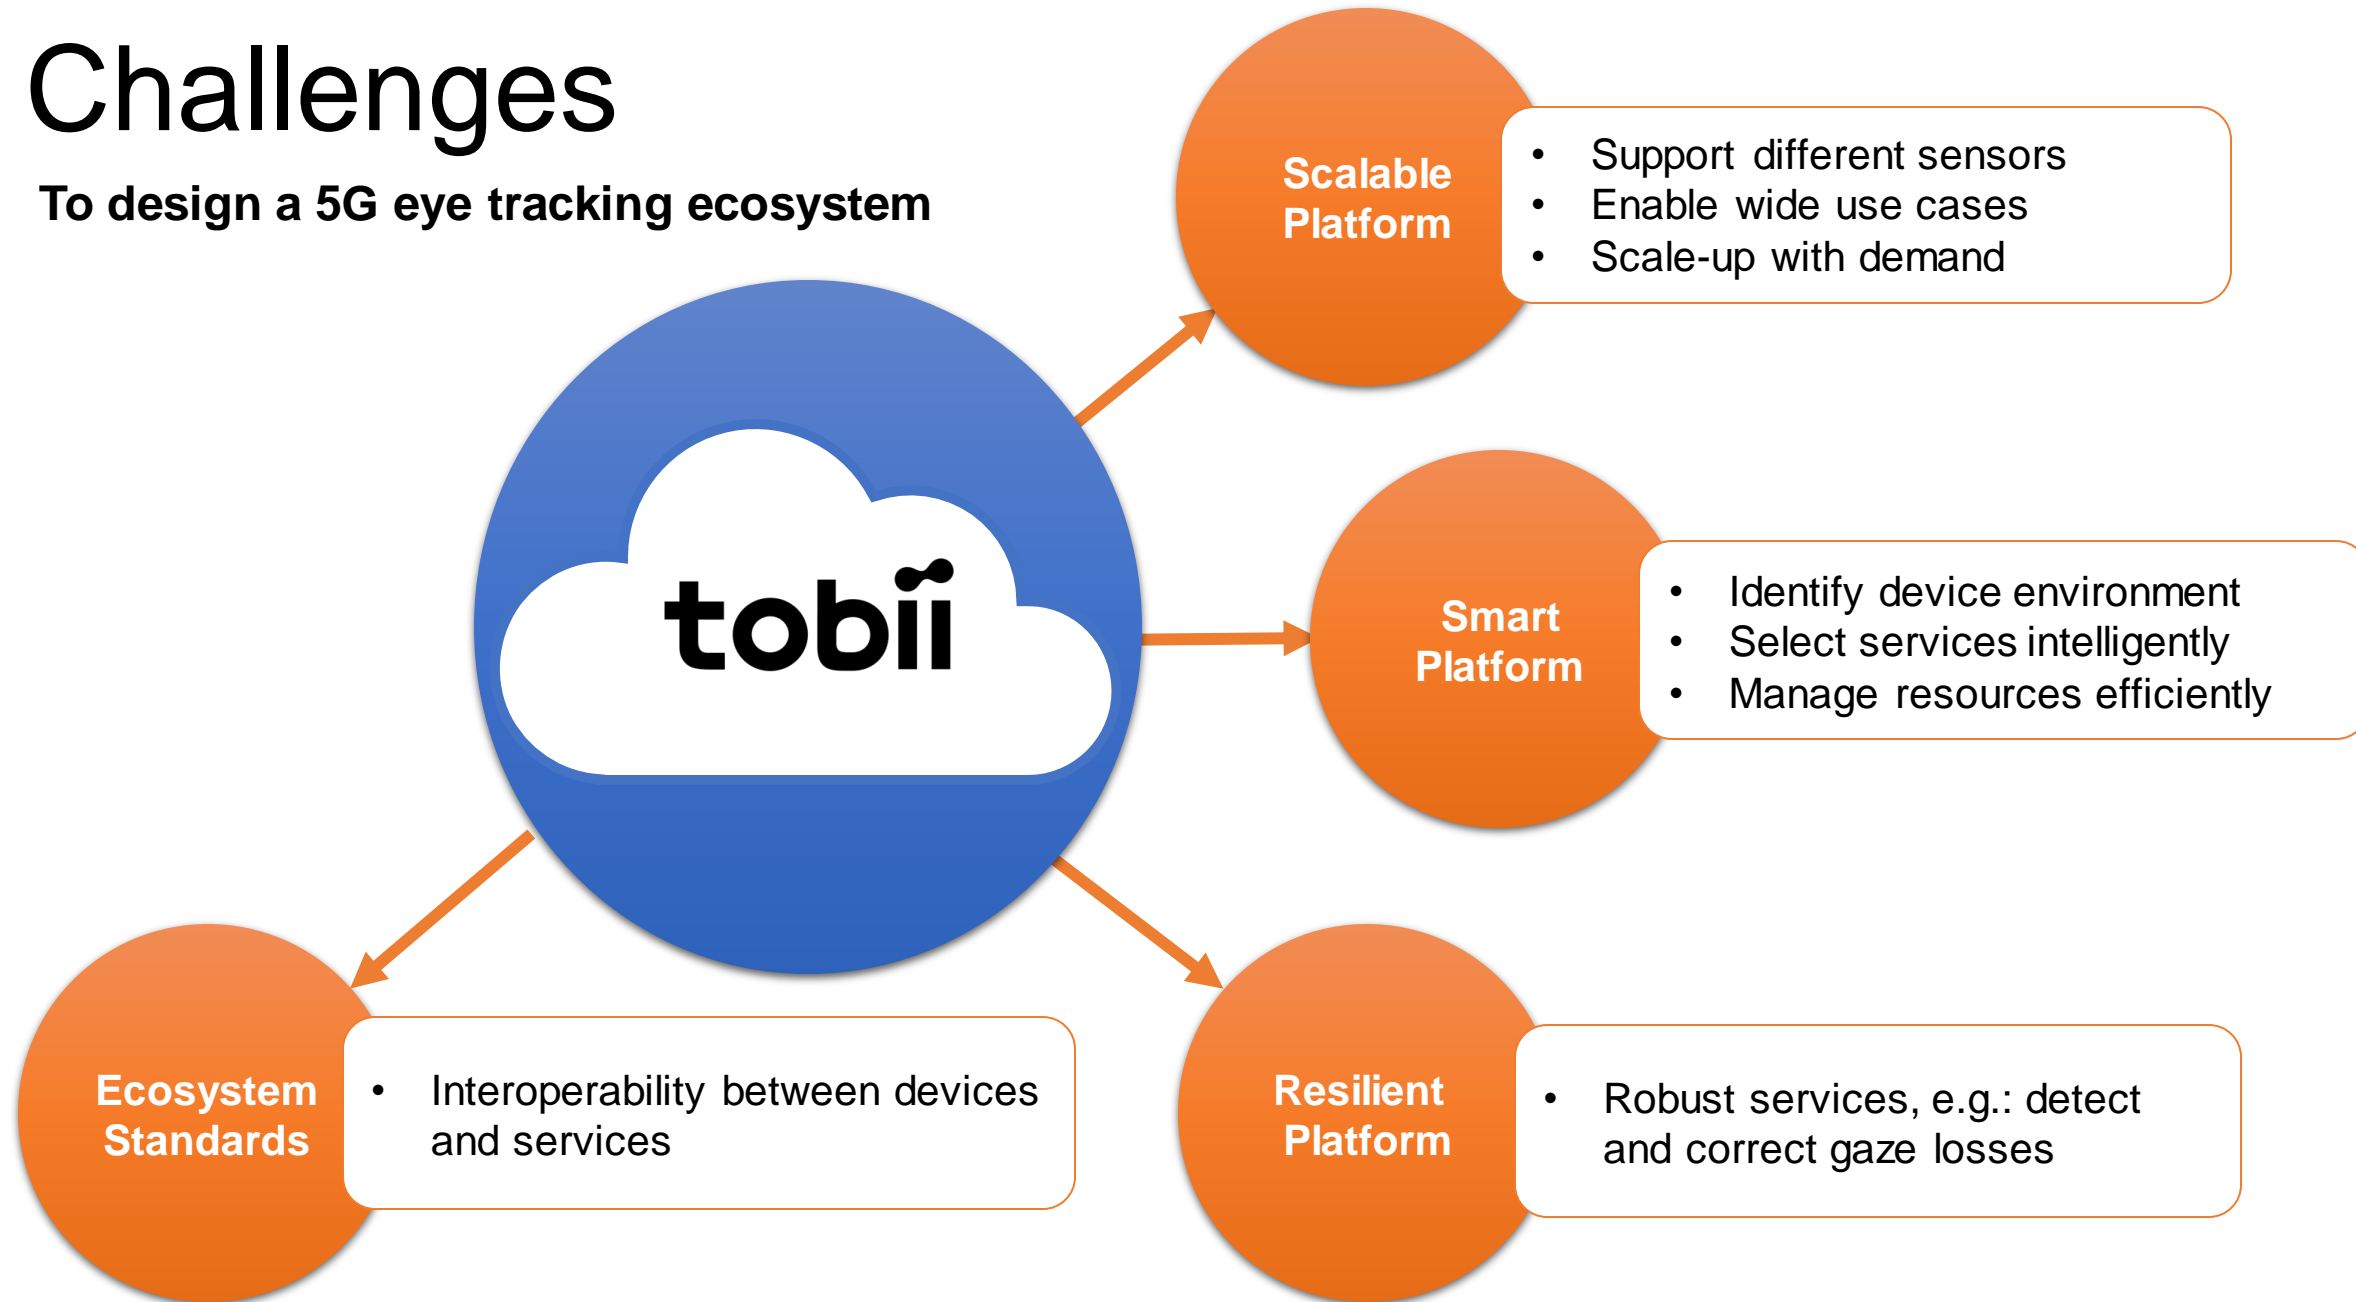 Challenges
To design a 5G eye tracking ecosystem
Scalable
Platform
• Support different sensors
• Enable wide use cases
• Scale-up with demand
tobii
Smart
Platform
• Identify device environment
• Select services intelligently
• Manage resources efficiently
Ecosystem
Standards
• Interoperability between devices
and services
Resilient
Platform
• Robust services, e.g.: detect
and correct gaze losses